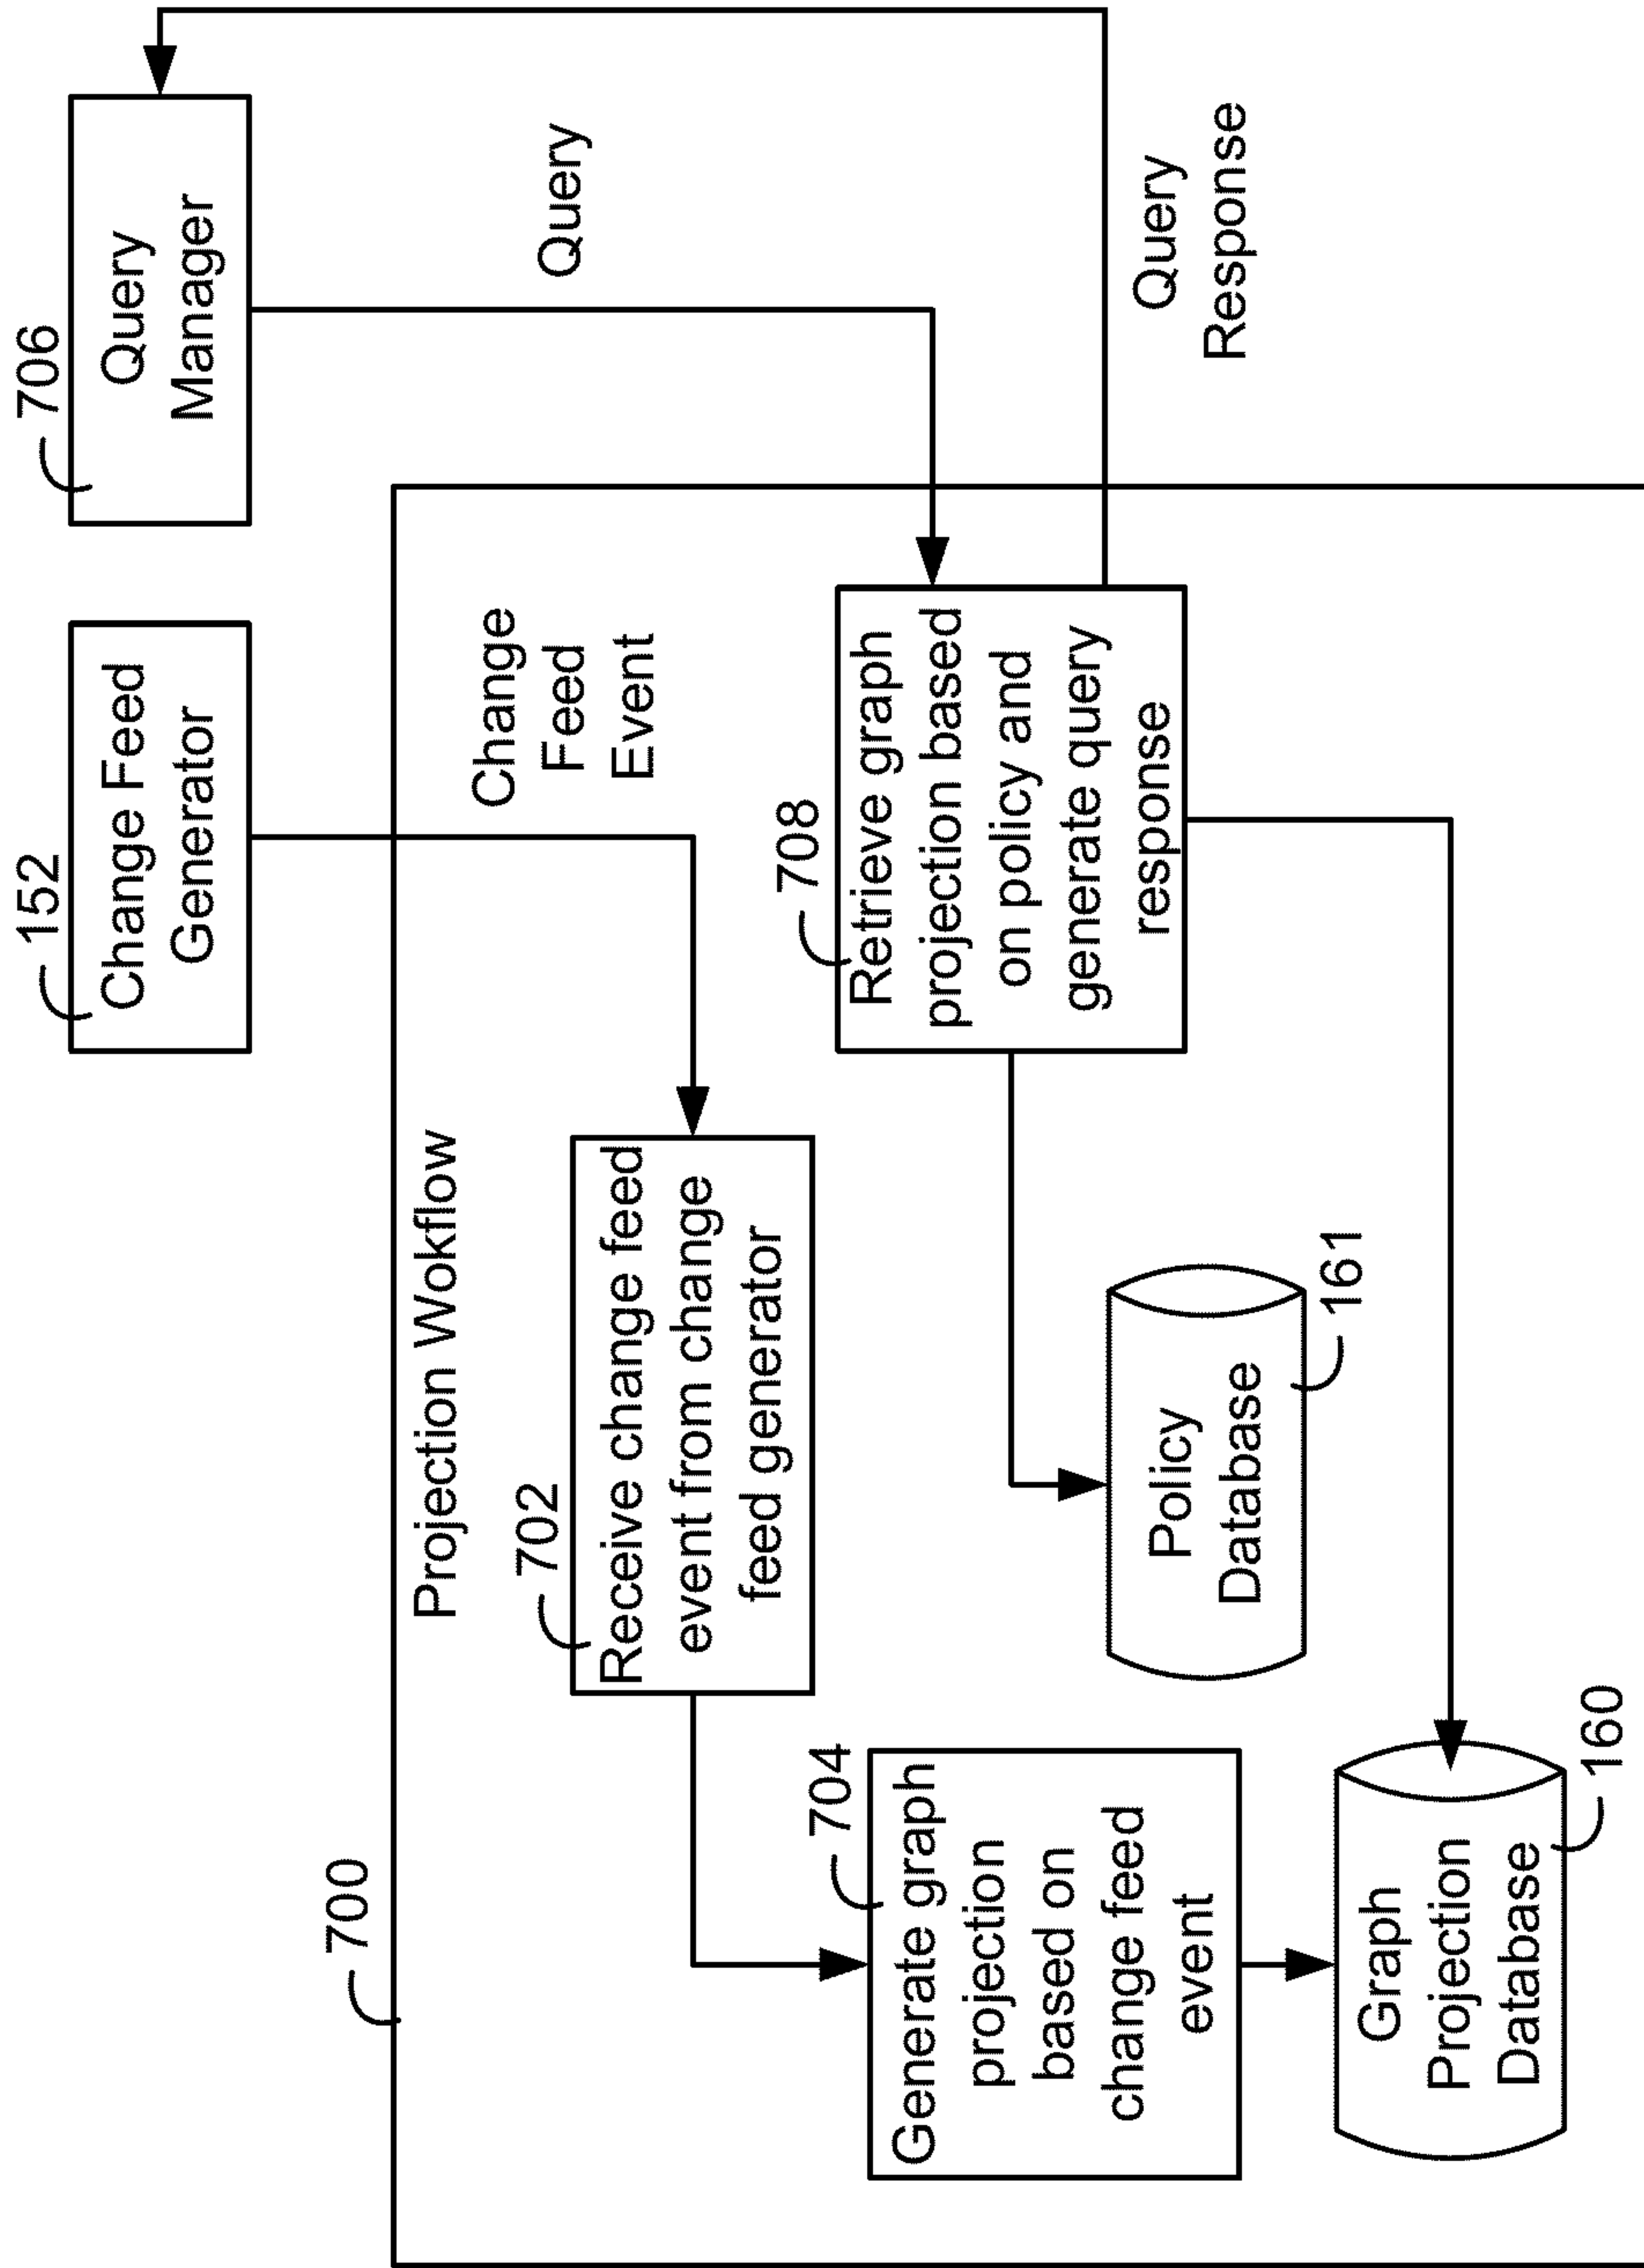 152
Change Feed
Generator
706
Query
Manager
700
Projection Wokflow
Change
Feed
Event
Query
702
Receive change feed
event from change
feed generator
704
Generate graph
projection
based on
change feed
event
708
Retrieve graph
projection based
on policy and
generate query
response
Query
Response
Policy
Database
161
Graph
Projection
Database
160